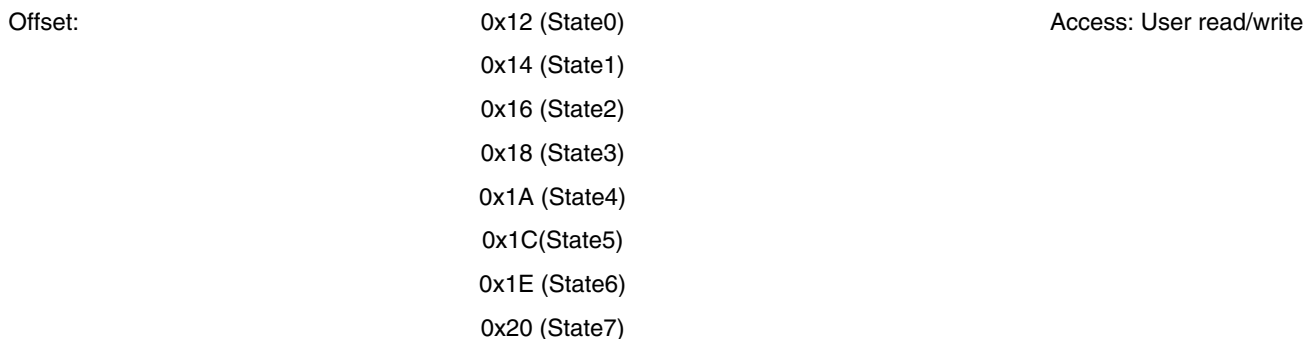 Offset: 0x12 (State0) Access: User read/write
0x14 (State1)
0x16 (State2)
0x18 (State3)
0x1A (State4)
0x1C(State5)
0x1E (State6)
0x20 (State7)